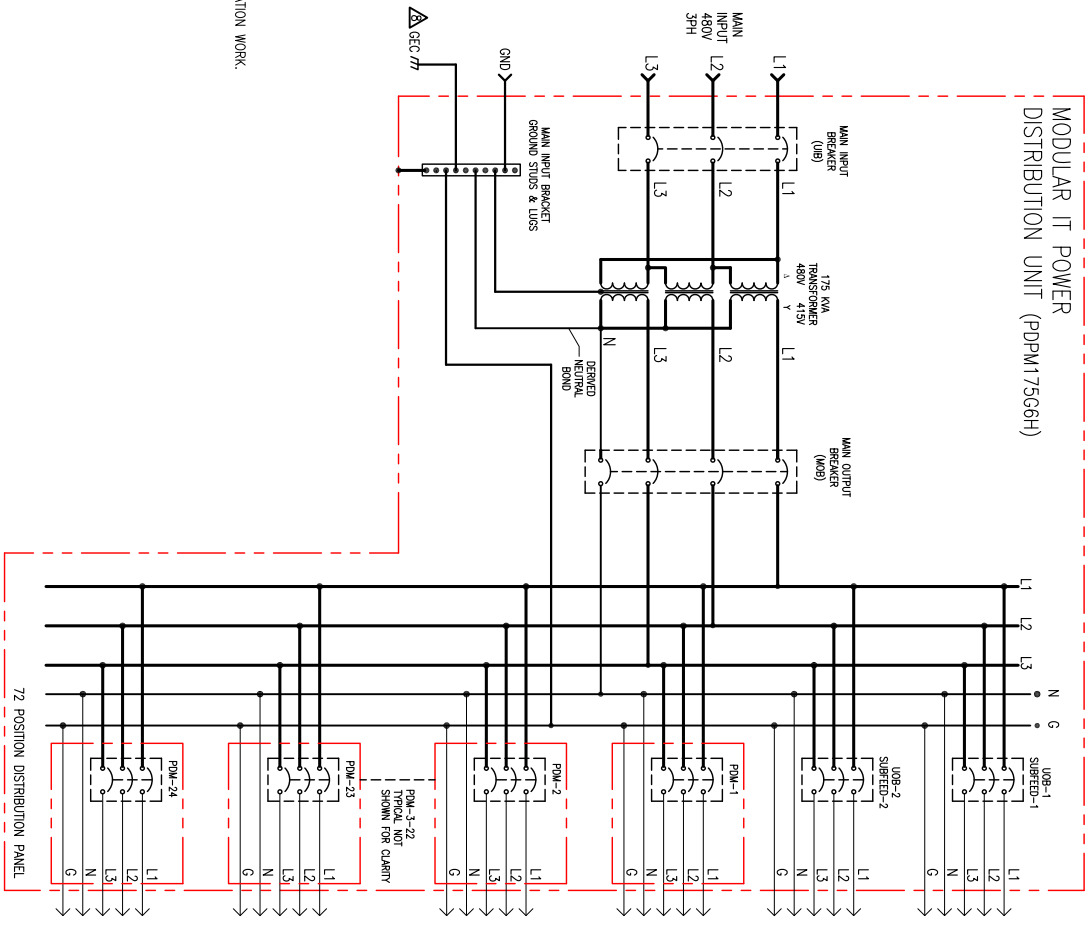 MODULAR IT POWER
DISTRIBUTION UNIT (PDPM175G6H)
MAIN
INPUT
480V
3PH
L1
L2
L3
GND
8
GEC
ATION WORK.
MAIN INPUT
BREAKER
(UIB)
L1
L2
L3
MAIN INPUT BRACKET
GROUND STUDS & LUGS
175 KVA
TRANSFORMER
480V 415V
Δ Y
L1
L2
L3
N
DERIVED
NEUTRAL
BOND
MAIN OUTPUT
BREAKER
(MOB)
L1
L2
L3
N
G
UOB-1
SUBFEED-1
L1
L2
L3
N
G
UOB-2
SUBFEED-2
L1
L2
L3
N
G
PDM-1
L1
L2
L3
N
G
PDM-2
L1
L2
L3
N
G
PDM-3-22
TYPICAL NOT
SHOWN FOR CLARITY
PDM-23
L1
L2
L3
N
G
PDM-24
L1
L2
L3
N
G
72 POSITION DISTRIBUTION PANEL